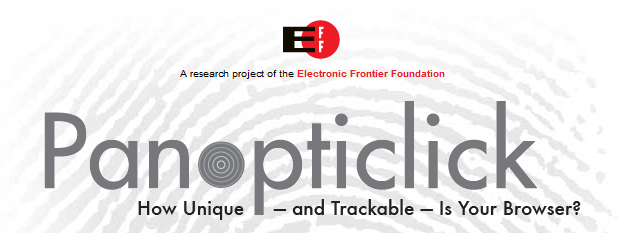 EFF
A research project of the Electronic Frontier Foundation
Panopticlick
How Unique — and Trackable — Is Your Browser?